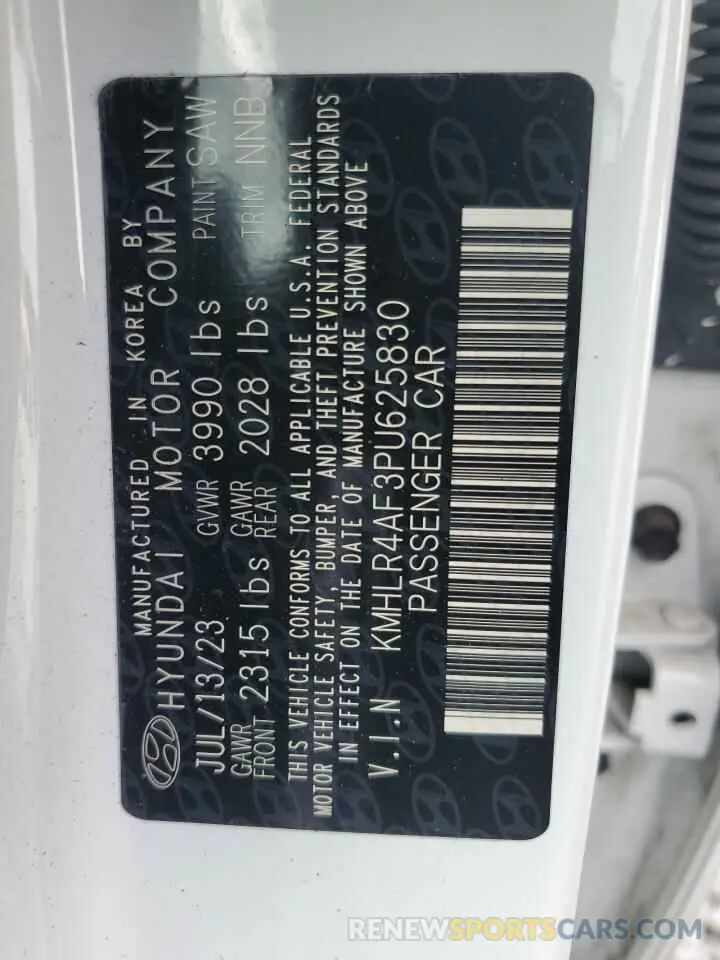 MANUFACTURED IN KOREA BY
HYUNDAI MOTOR COMPANY
JUL/13/23 GVWR 3990 lbs PAINT SAW
GAWR FRONT 2315 lbs GAWR REAR 2028 lbs TRIM NNB
THIS VEHICLE CONFORMS TO ALL APPLICABLE U.S.A. FEDERAL
MOTOR VEHICLE SAFETY, BUMPER, AND THEFT PREVENTION STANDARDS
IN EFFECT ON THE DATE OF MANUFACTURE SHOWN ABOVE
V.I.N KMHLR4AF3PU625830
PASSENGER CAR
RENEWSPORTSCARS.COM